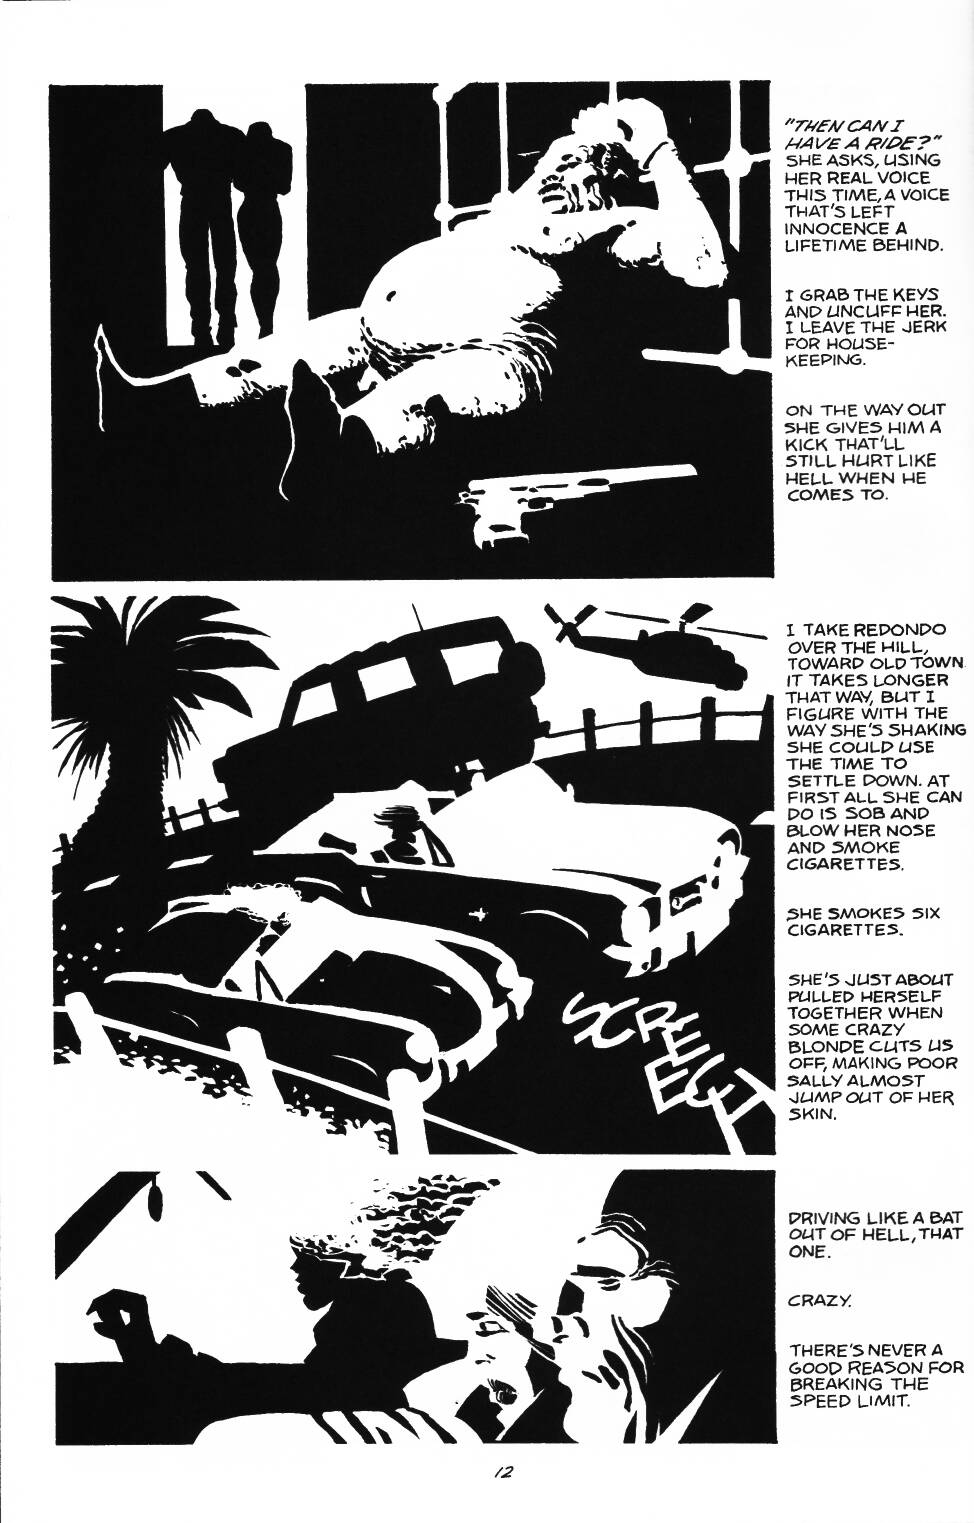 "THEN CAN I
HAVE A RIDE?"
SHE ASKS, USING
HER REAL VOICE
THIS TIME, A VOICE
THAT'S LEFT
INNOCENCE A
LIFETIME BEHIND.
I GRAB THE KEYS
AND UNCUFF HER.
I LEAVE THE JERK
FOR HOUSE-
KEEPING.
ON THE WAY OUT
SHE GIVES HIM A
KICK THAT'LL
STILL HURT LIKE
HELL WHEN HE
COMES TO.
I TAKE REDONDO
OVER THE HILL,
TOWARD OLD TOWN.
IT TAKES LONGER
THAT WAY, BUT I
FIGURE WITH THE
WAY SHE'S SHAKING
SHE COULD USE
THE TIME TO
SETTLE DOWN. AT
FIRST ALL SHE CAN
DO IS SOB AND
BLOW HER NOSE
AND SMOKE
CIGARETTES.
SHE SMOKES SIX
CIGARETTES.
SHE'S JUST ABOUT
PULLED HERSELF
TOGETHER WHEN
SOME CRAZY
BLONDE CUTS US
OFF, MAKING POOR
SALLY ALMOST
JUMP OUT OF HER
SKIN.
SCREEECH
DRIVING LIKE A BAT
OUT OF HELL, THAT
ONE.
CRAZY.
THERE'S NEVER A
GOOD REASON FOR
BREAKING THE
SPEED LIMIT.
12